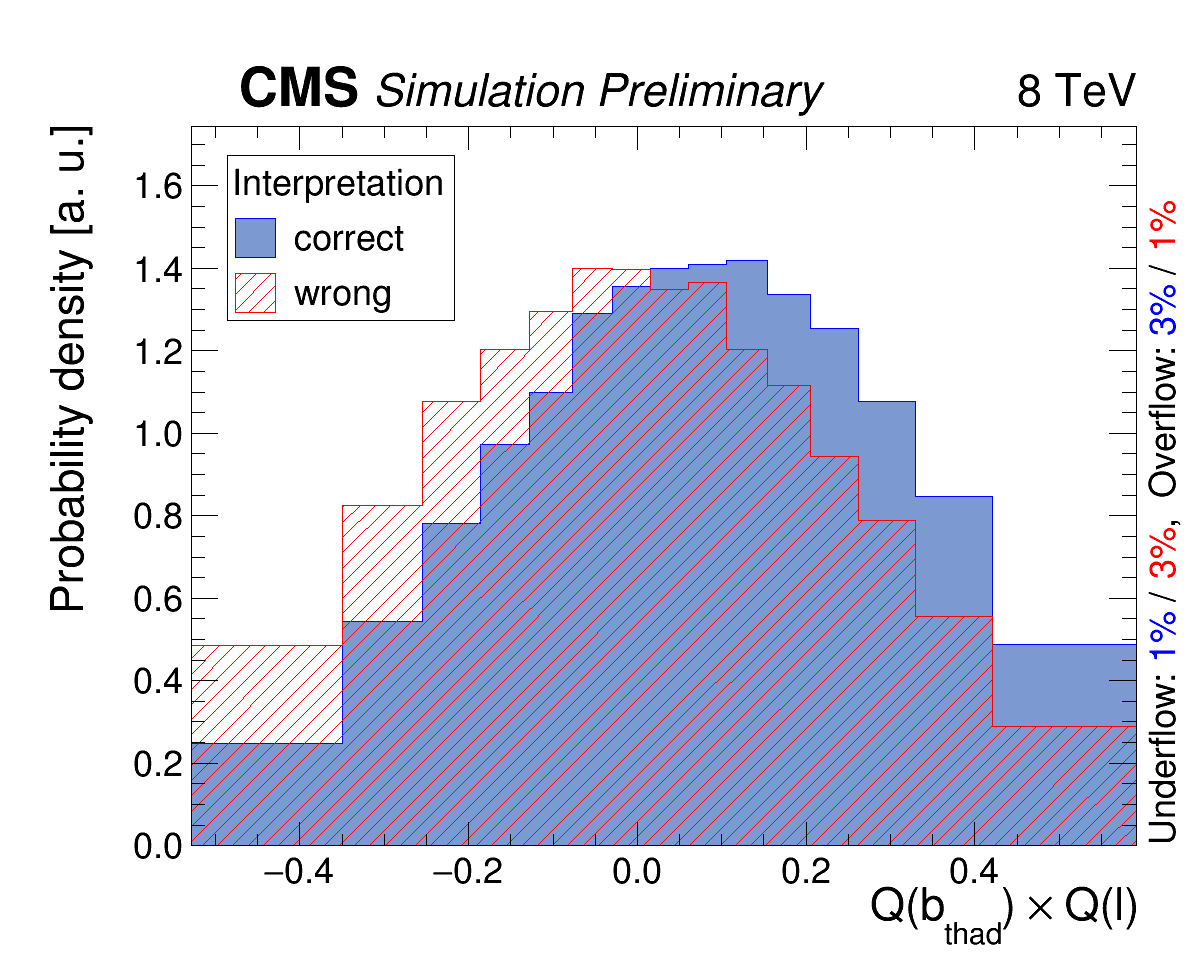 CMS Simulation Preliminary 8 TeV
Probability density [a. u.]
1.6
1.4
1.2
1.0
0.8
0.6
0.4
0.2
0.0
Interpretation
correct
wrong
−0.4 −0.2 0.0 0.2 0.4
Q(b_thad) × Q(l)
Underflow: 1% / 3%, Overflow: 3% / 1%